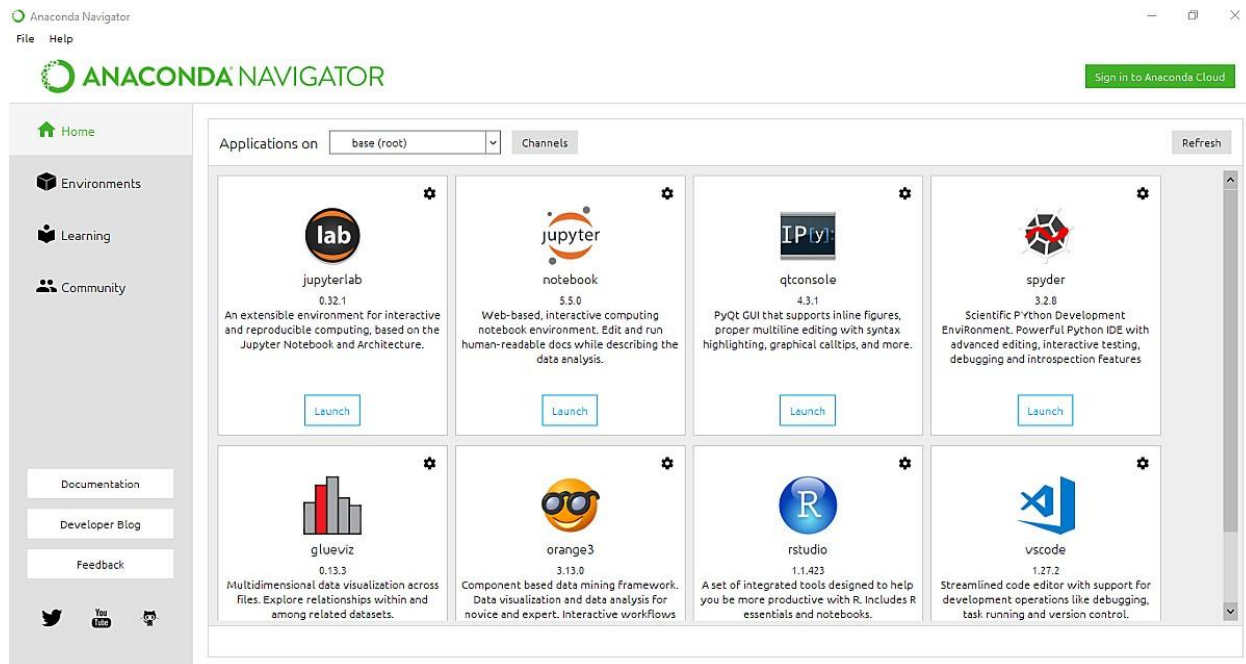 Anaconda Navigator
File Help
ANACONDA NAVIGATOR
Sign in to Anaconda Cloud
Home
Environments
Learning
Community
Documentation
Developer Blog
Feedback
You
Tube
Applications on base (root) Channels Refresh
lab
jupyterlab
0.32.1
An extensible environment for interactive
and reproducible computing, based on the
Jupyter Notebook and Architecture.
Launch
jupyter
notebook
5.5.0
Web-based, interactive computing
notebook environment. Edit and run
human-readable docs while describing the
data analysis.
Launch
IP[y]:
qtconsole
4.3.1
PyQt GUI that supports inline figures,
proper multiline editing with syntax
highlighting, graphical calltips, and more.
Launch
spyder
3.2.8
Scientific PYthon Development
EnviRonment. Powerful Python IDE with
advanced editing, interactive testing,
debugging and introspection features
Launch
glueviz
0.13.3
Multidimensional data visualization across
files. Explore relationships within and
among related datasets.
orange3
3.13.0
Component based data mining framework.
Data visualization and data analysis for
novice and expert. Interactive workflows
R
rstudio
1.1.423
A set of integrated tools designed to help
you be more productive with R. Includes R
essentials and notebooks.
vscode
1.27.2
Streamlined code editor with support for
development operations like debugging,
task running and version control.